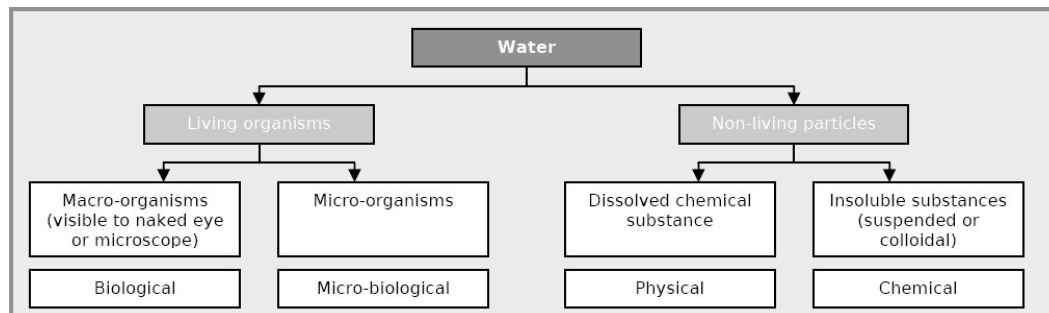 Water
Living organisms
Non-living particles
Macro-organisms
(visible to naked eye
or microscope)
Micro-organisms
Dissolved chemical
substance
Insoluble substances
(suspended or
colloidal)
Biological
Micro-biological
Physical
Chemical